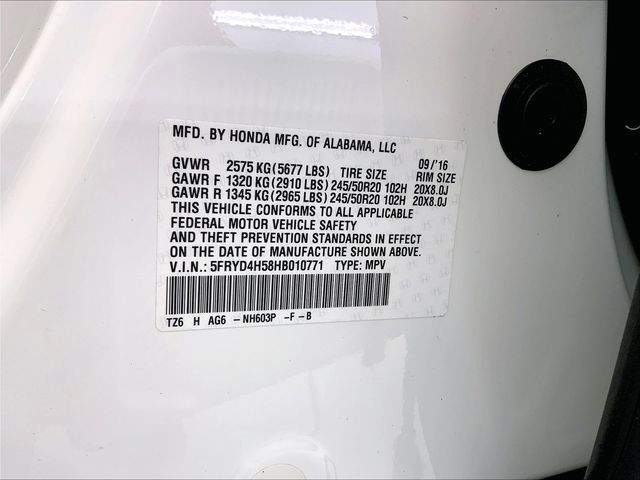 MFD. BY HONDA MFG. OF ALABAMA, LLC 09/'16
GVWR 2575 KG(5677 LBS) TIRE SIZE RIM SIZE
GAWR F 1320 KG(2910 LBS)245/50R20 102H 20X8.0J
GAWR R 1345 KG(2965 LBS)245/50R20 102H 20X8.0J
THIS VEHICLE CONFORMS TO ALL APPLICABLE
FEDERAL MOTOR VEHICLE SAFETY
AND THEFT PREVENTION STANDARDS IN EFFECT
ON THE DATE OF MANUFACTURE SHOWN ABOVE.
V.I.N.: 5FRYD4H58HB010771 TYPE: MPV
TZ6 H AG6 -NH603P -F-B